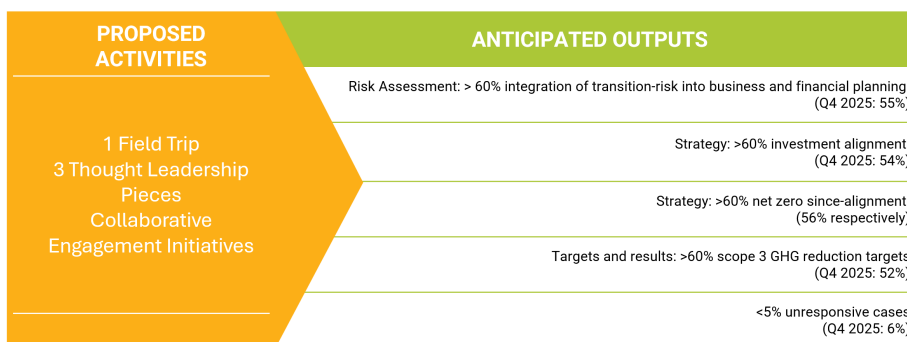 PROPOSED
ACTIVITIES
1 Field Trip
3 Thought Leadership
Pieces
Collaborative
Engagement Initiatives
ANTICIPATED OUTPUTS
Risk Assessment: > 60% integration of transition-risk into business and financial planning
(Q4 2025: 55%)
Strategy: >60% investment alignment
(Q4 2025: 54%)
Strategy: >60% net zero since-alignment
(56% respectively)
Targets and results: >60% scope 3 GHG reduction targets
(Q4 2025: 52%)
<5% unresponsive cases
(Q4 2025: 6%)